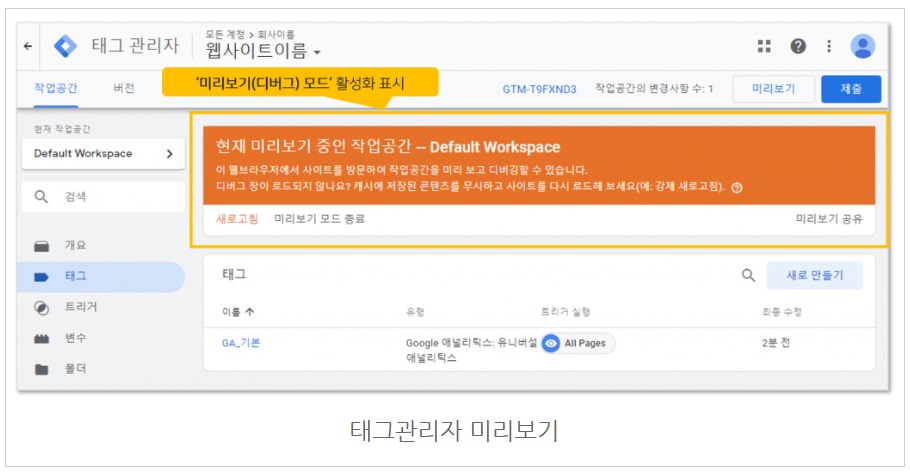 태그 관리자
모든 계정 > 회사이름
웹사이트이름
작업공간 버전
'미리보기(디버그) 모드' 활성화 표시
GTM-T9FXND3 작업공간의 변경사항 수: 1 미리보기 제출
현재 작업공간
Default Workspace
검색
개요
태그
트리거
변수
폴더
현재 미리보기 중인 작업공간 -- Default Workspace
이 웹브라우저에서 사이트를 방문하여 작업공간을 미리 보고 디버깅할 수 있습니다.
디버그 창이 로드되지 않나요? 캐시에 저장된 콘텐츠를 무시하고 사이트를 다시 로드해 보세요(예: 강제 새로고침).
새로고침 미리보기 모드 종료 미리보기 공유
태그 새로 만들기
이름 유형 트리거 실행 최종 수정
GA_기본 Google 애널리틱스: 유니버설 All Pages 2분 전
애널리틱스
태그관리자 미리보기